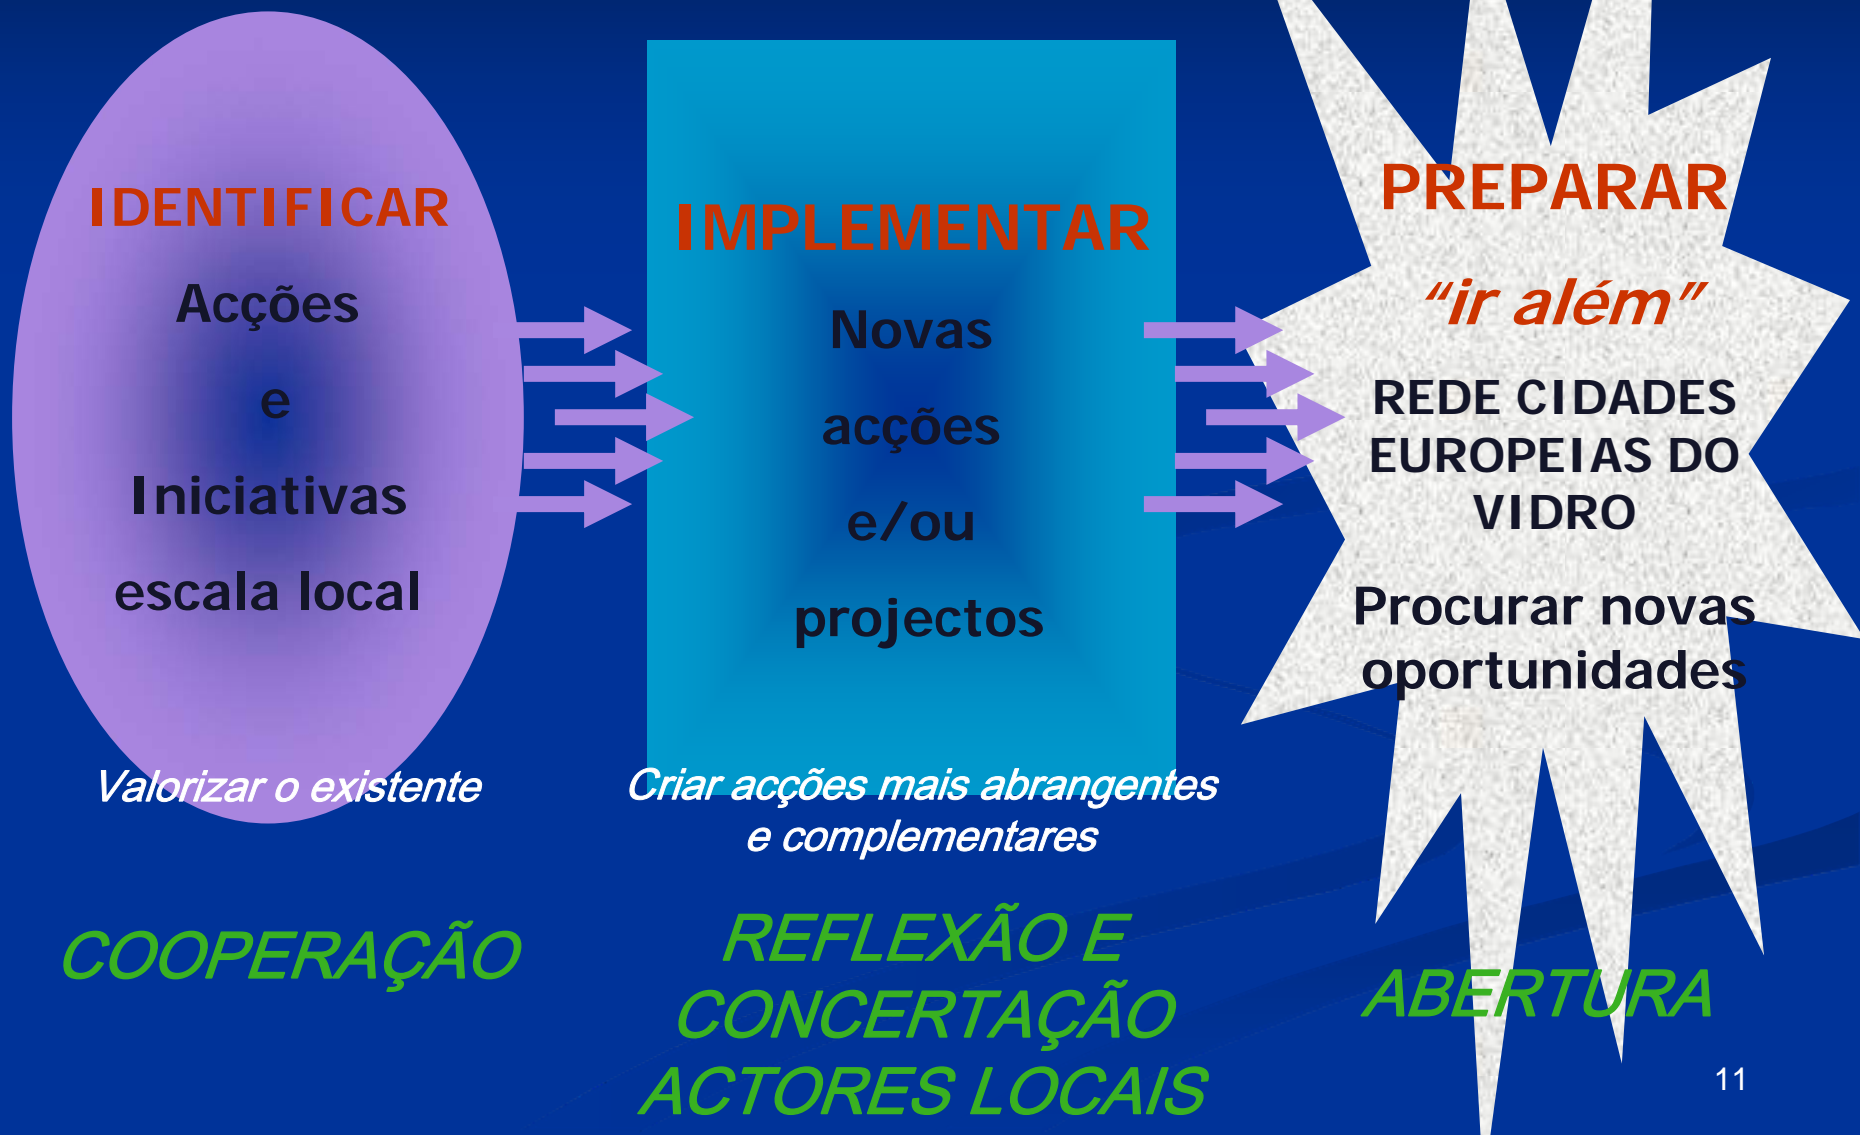 IDENTIFICAR
Acções
e
Iniciativas
escala local
Valorizar o existente
COOPERAÇÃO
IMPLEMENTAR
Novas
acções
e/ou
projectos
Criar acções mais abrangentes
e complementares
REFLEXÃO E
CONCERTAÇÃO
ACTORES LOCAIS
PREPARAR
“ir além”
REDE CIDADES
EUROPEIAS DO
VIDRO
Procurar novas
oportunidades
ABERTURA
11